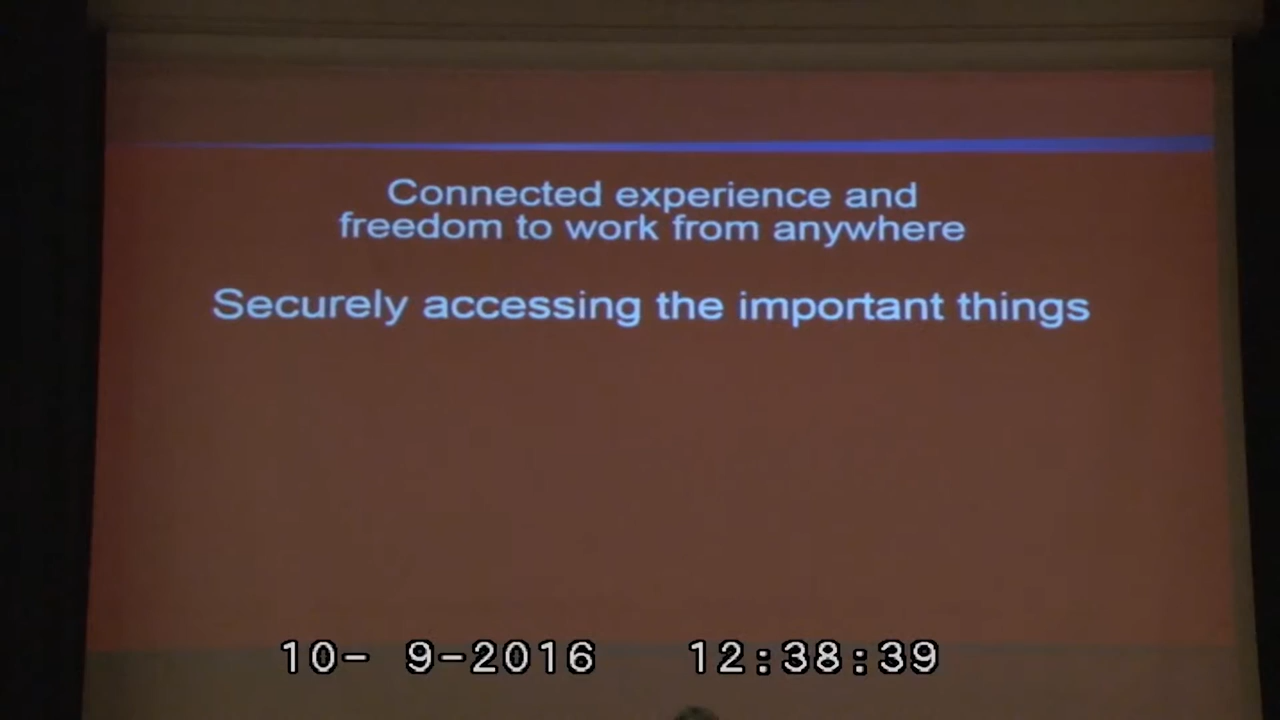 Connected experience and
freedom to work from anywhere
Securely accessing the important things
10- 9-2016 12:38:39